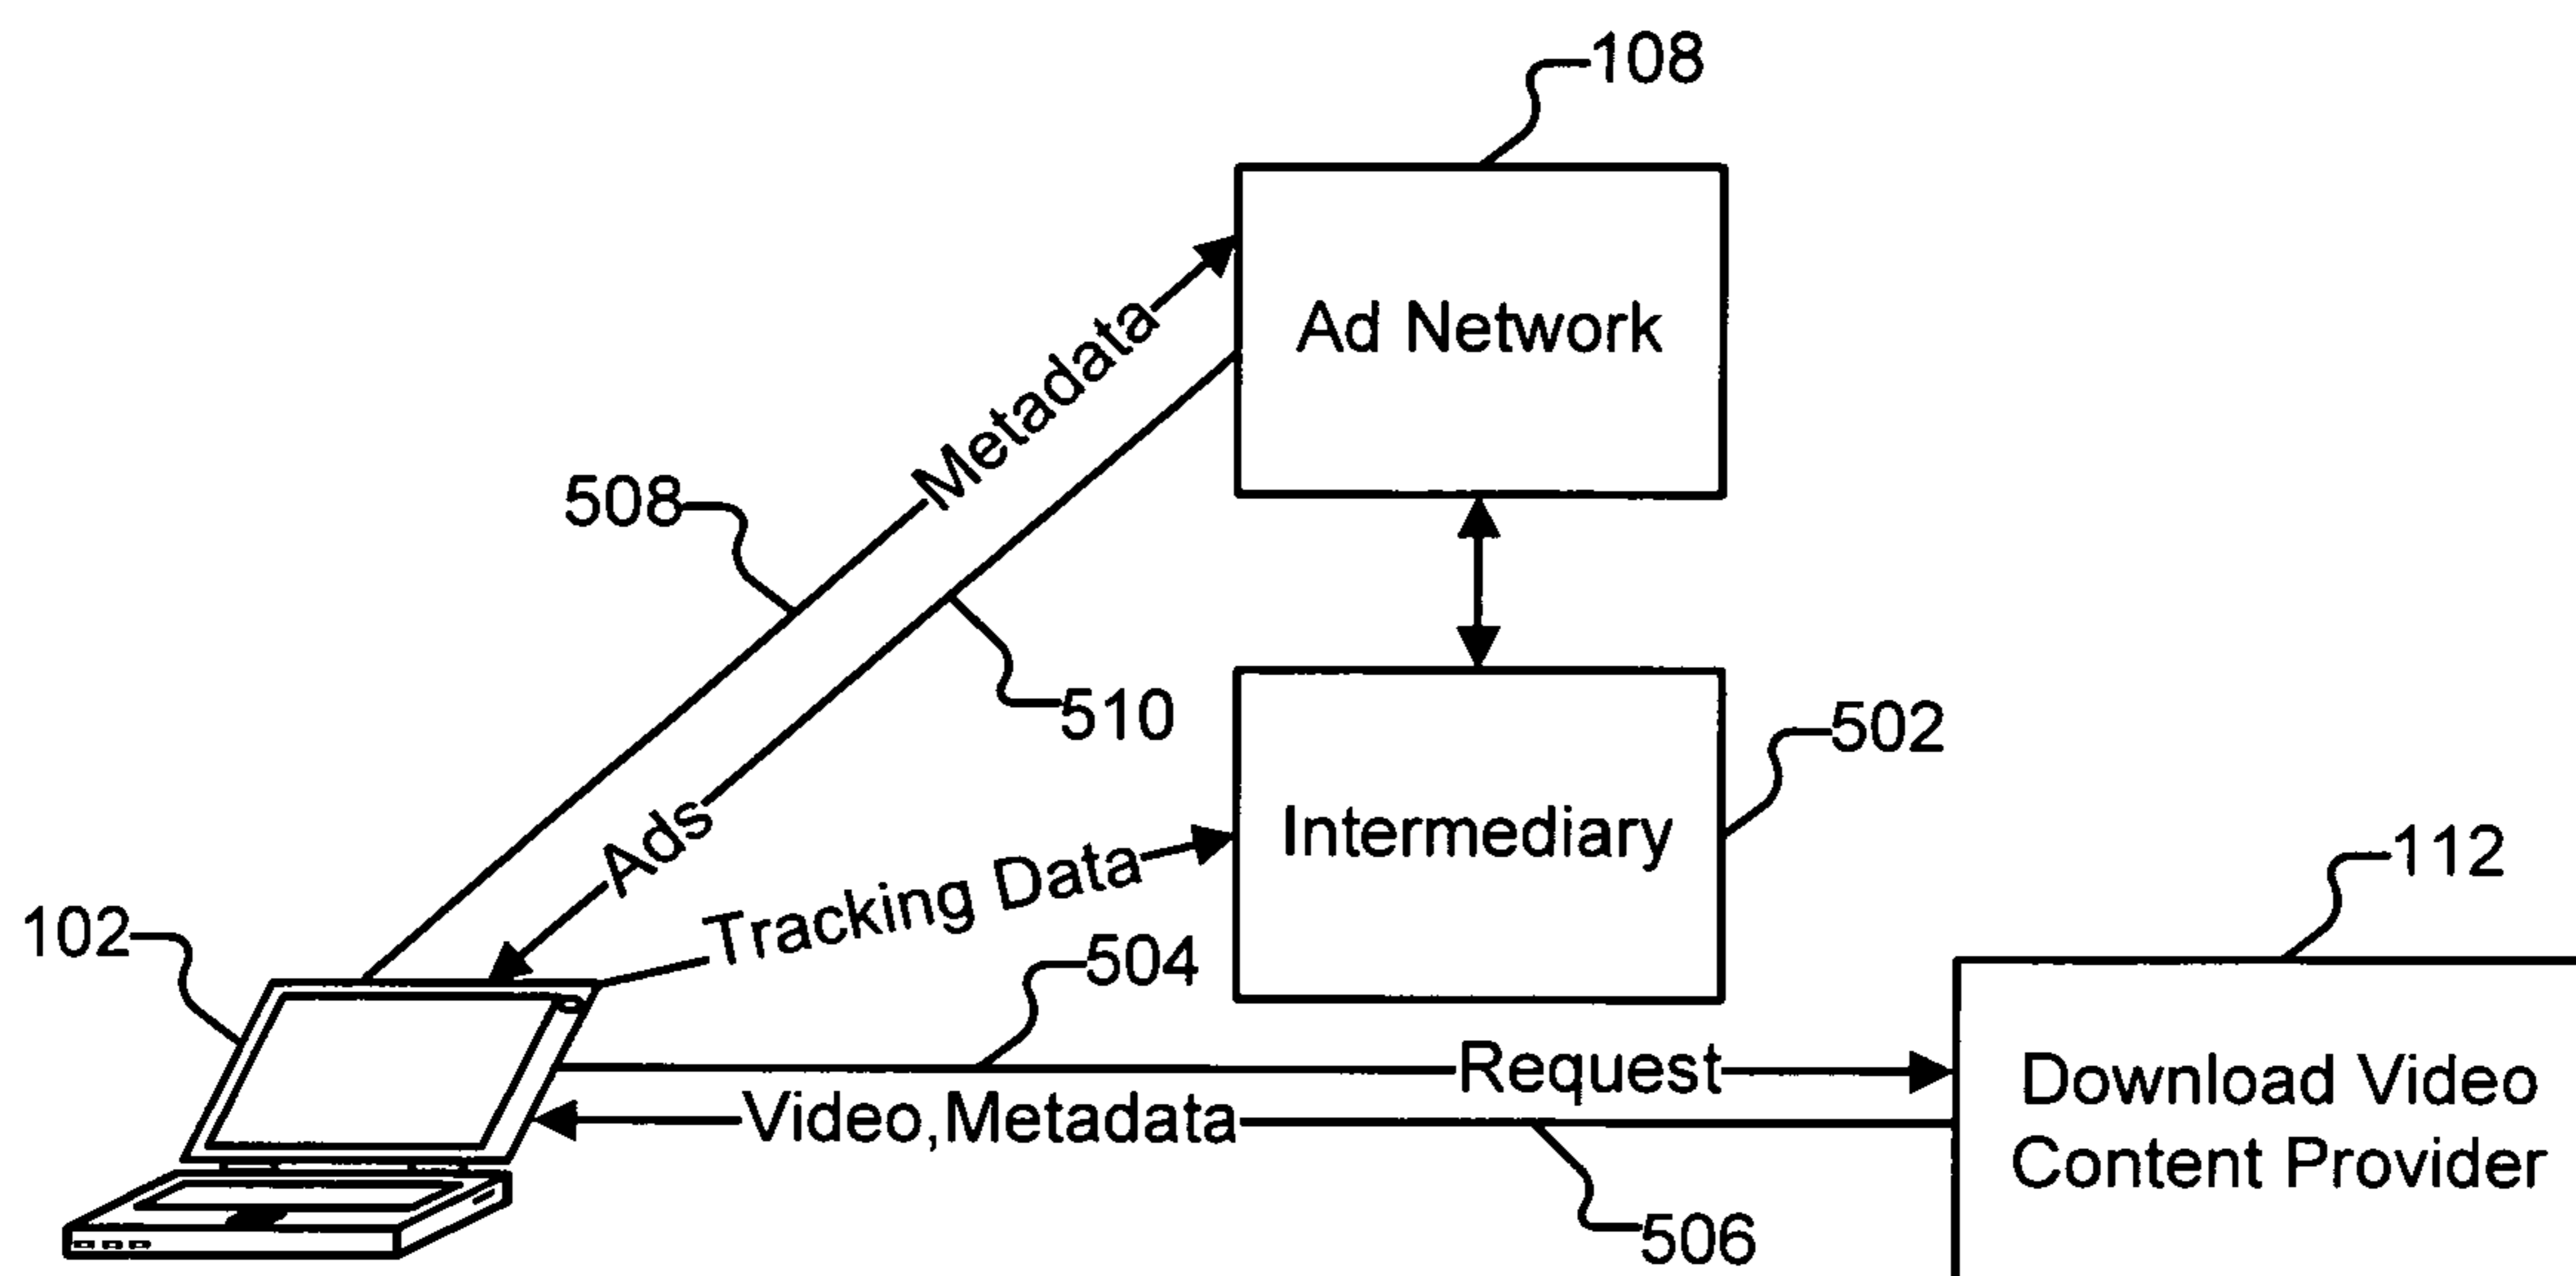 108
Ad Network
Metadata
508
510
502
Intermediary
Ads
112
Tracking Data
102
504
Request
Download Video
Content Provider
Video,Metadata
506